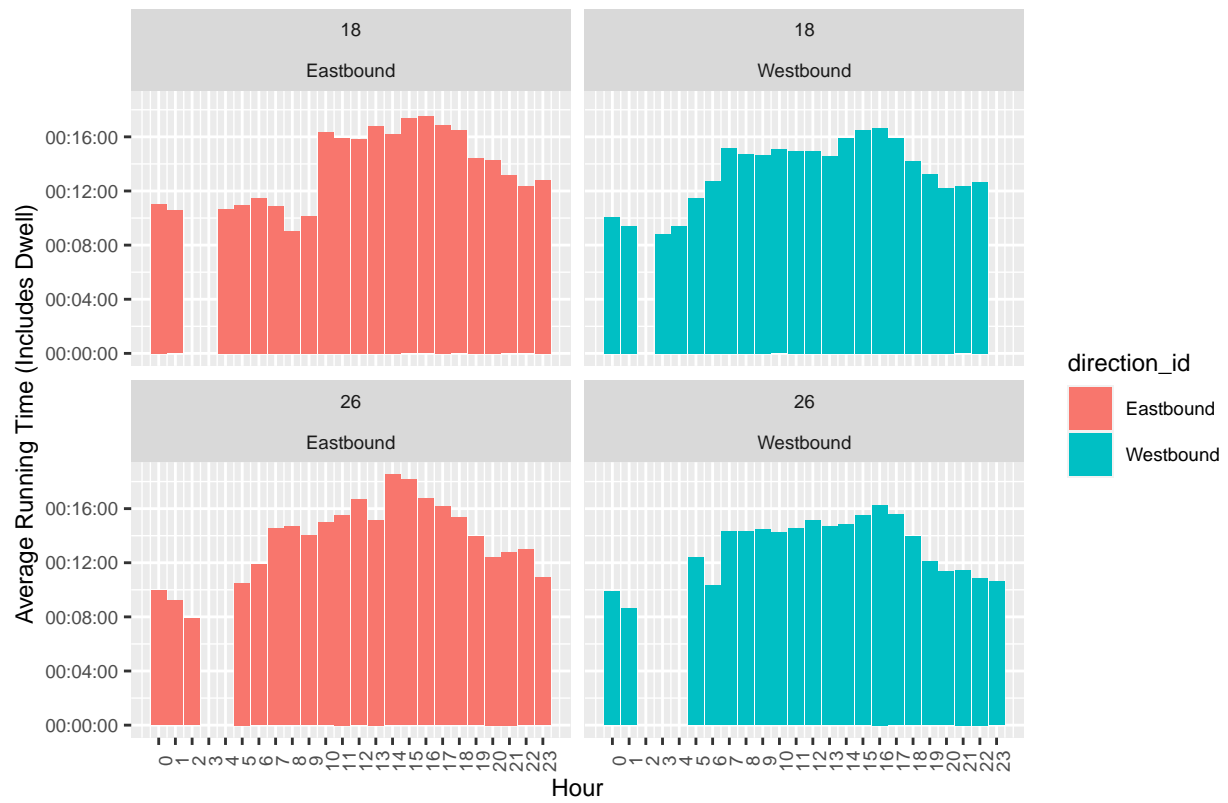 18
18
Eastbound
Westbound
00:16:00
00:12:00
00:08:00
00:04:00
00:00:00
26
26
Eastbound
Westbound
00:16:00
00:12:00
00:08:00
00:04:00
00:00:00
0 1 2 3 4 5 6 7 8 9 10 11 12 13 14 15 16 17 18 19 20 21 22 23
0 1 2 3 4 5 6 7 8 9 10 11 12 13 14 15 16 17 18 19 20 21 22 23
Hour
Average Running Time (Includes Dwell)
direction_id
Eastbound
Westbound